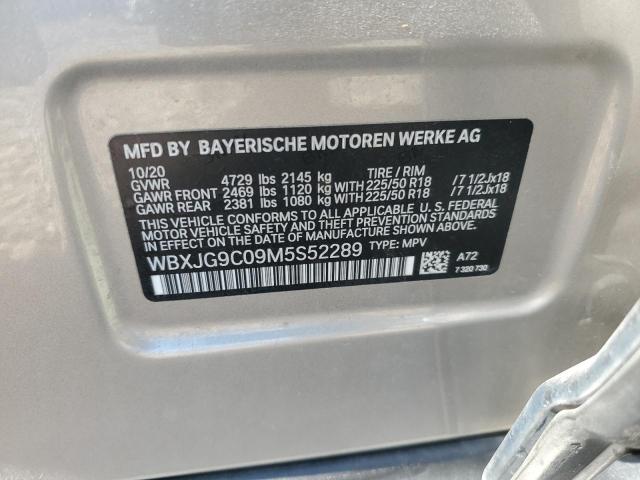 MFD BY BAYERISCHE MOTOREN WERKE AG
10/20
GVWR 4729 lbs 2145 kg TIRE / RIM
GAWR FRONT 2469 lbs 1120 kg WITH 225/50 R18 /7 1/2Jx18
GAWR REAR 2381 lbs 1080 kg WITH 225/50 R18 /7 1/2Jx18
THIS VEHICLE CONFORMS TO ALL APPLICABLE U. S. FEDERAL
MOTOR VEHICLE SAFETY, BUMPER, AND THEFT PREVENTION
STANDARDS IN EFFECT ON THE DATE OF MANUFACTURE SHOWN ABOVE.
WBXJG9C09M5S52289 TYPE: MPV
A72
7 320 730